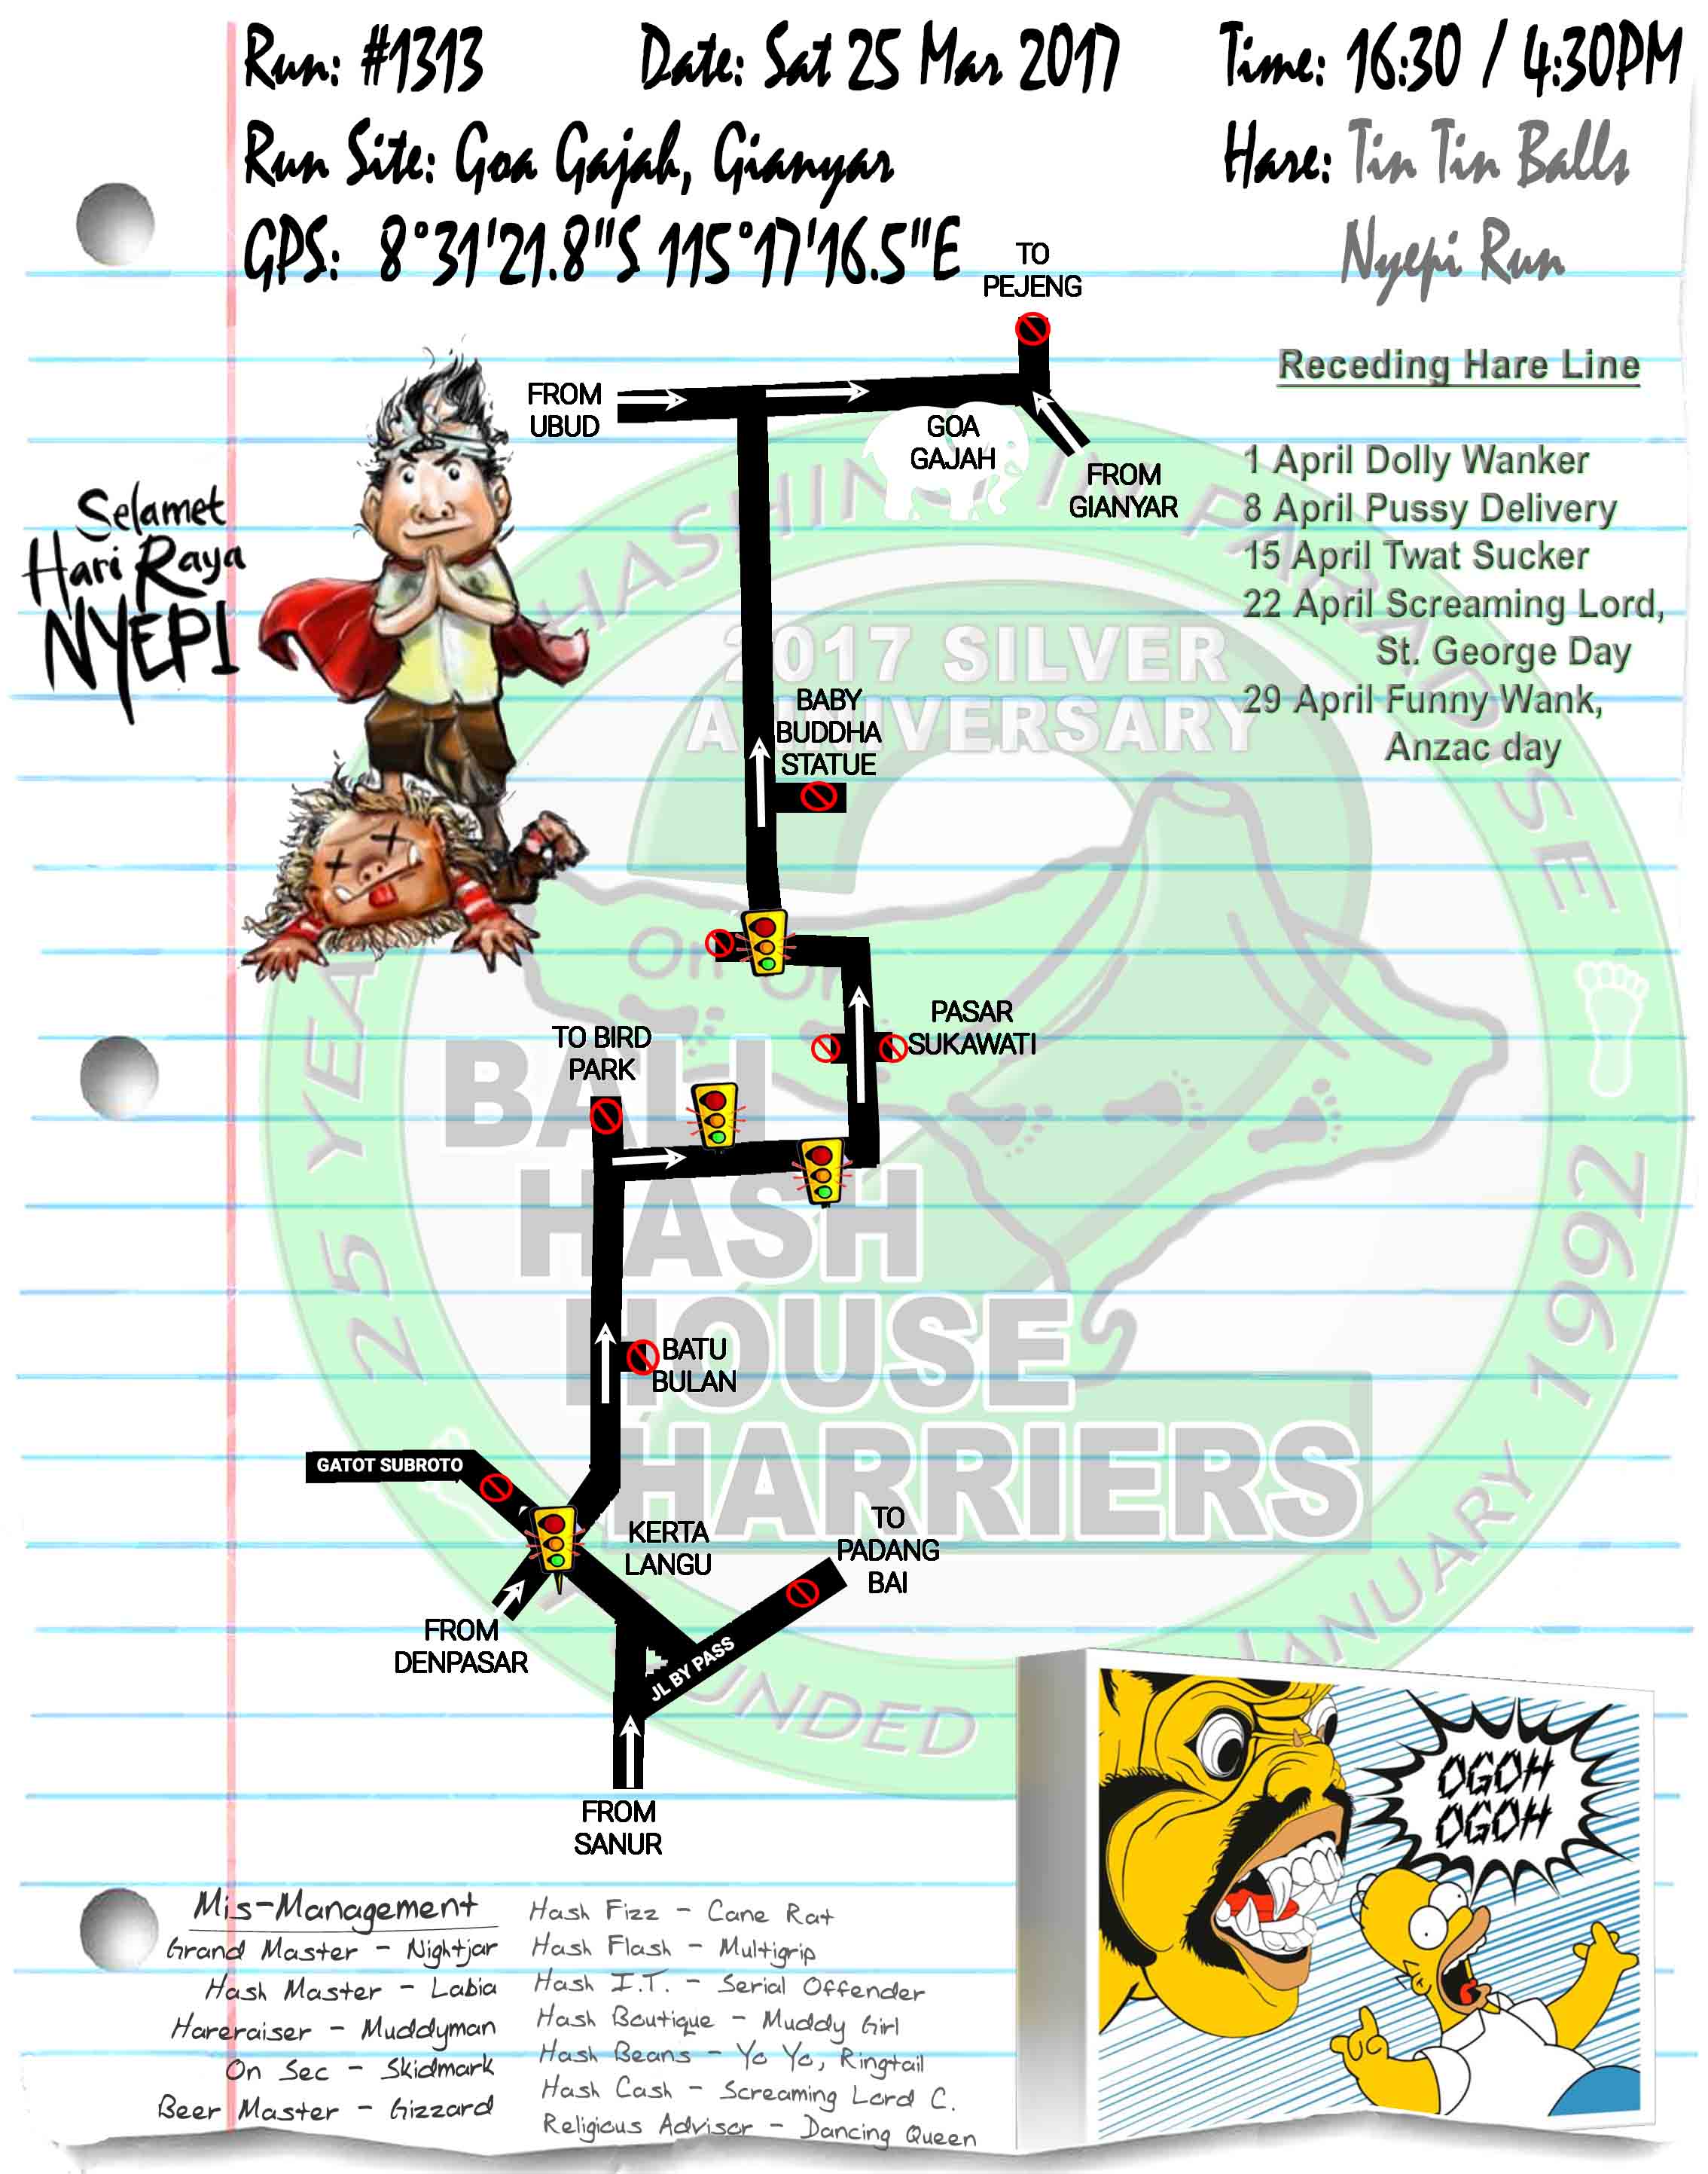 Run: #1313 Date: Sat 25 Mar 2017 Time: 16:30 / 4:30PM
Run Site: Goa Gajah, Gianyar Hare: Tin Tin Balls
GPS: 8°31'21.8"S 115°17'16.5"E Nyepi Run
TO
PEJENG
Receding Hare Line
1 April Dolly Wanker
8 April Pussy Delivery
15 April Twat Sucker
22 April Screaming Lord,
St. George Day
29 April Funny Wank,
Anzac day
FROM
UBUD
GOA
GAJAH
FROM
GIANYAR
Selamet
Hari Raya
NYEPI
HASHING IN PARADISE
2017 SILVER
ANNIVERSARY
BABY
BUDDHA
STATUE
On On
PASAR
SUKAWATI
TO BIRD
PARK
BALI
HASH
HOUSE
HARRIERS
25 YEA
UNDED
JANUARY 1992
BATU
BULAN
GATOT SUBROTO
KERTA
LANGU
TO
PADANG
BAI
FROM
DENPASAR
JL BY PASS
FROM
SANUR
OGOH
OGOH
Mis-Management
Grand Master - Nightjar
Hash Master - Labia
Hareraiser - Muddyman
On Sec - Skidmark
Beer Master - Gizzard
Hash Fizz - Cane Rat
Hash Flash - Multigrip
Hash I.T. - Serial Offender
Hash Boutique - Muddy Girl
Hash Beans - Yo Yo, Ringtail
Hash Cash - Screaming Lord C.
Religious Advisor - Dancing Queen